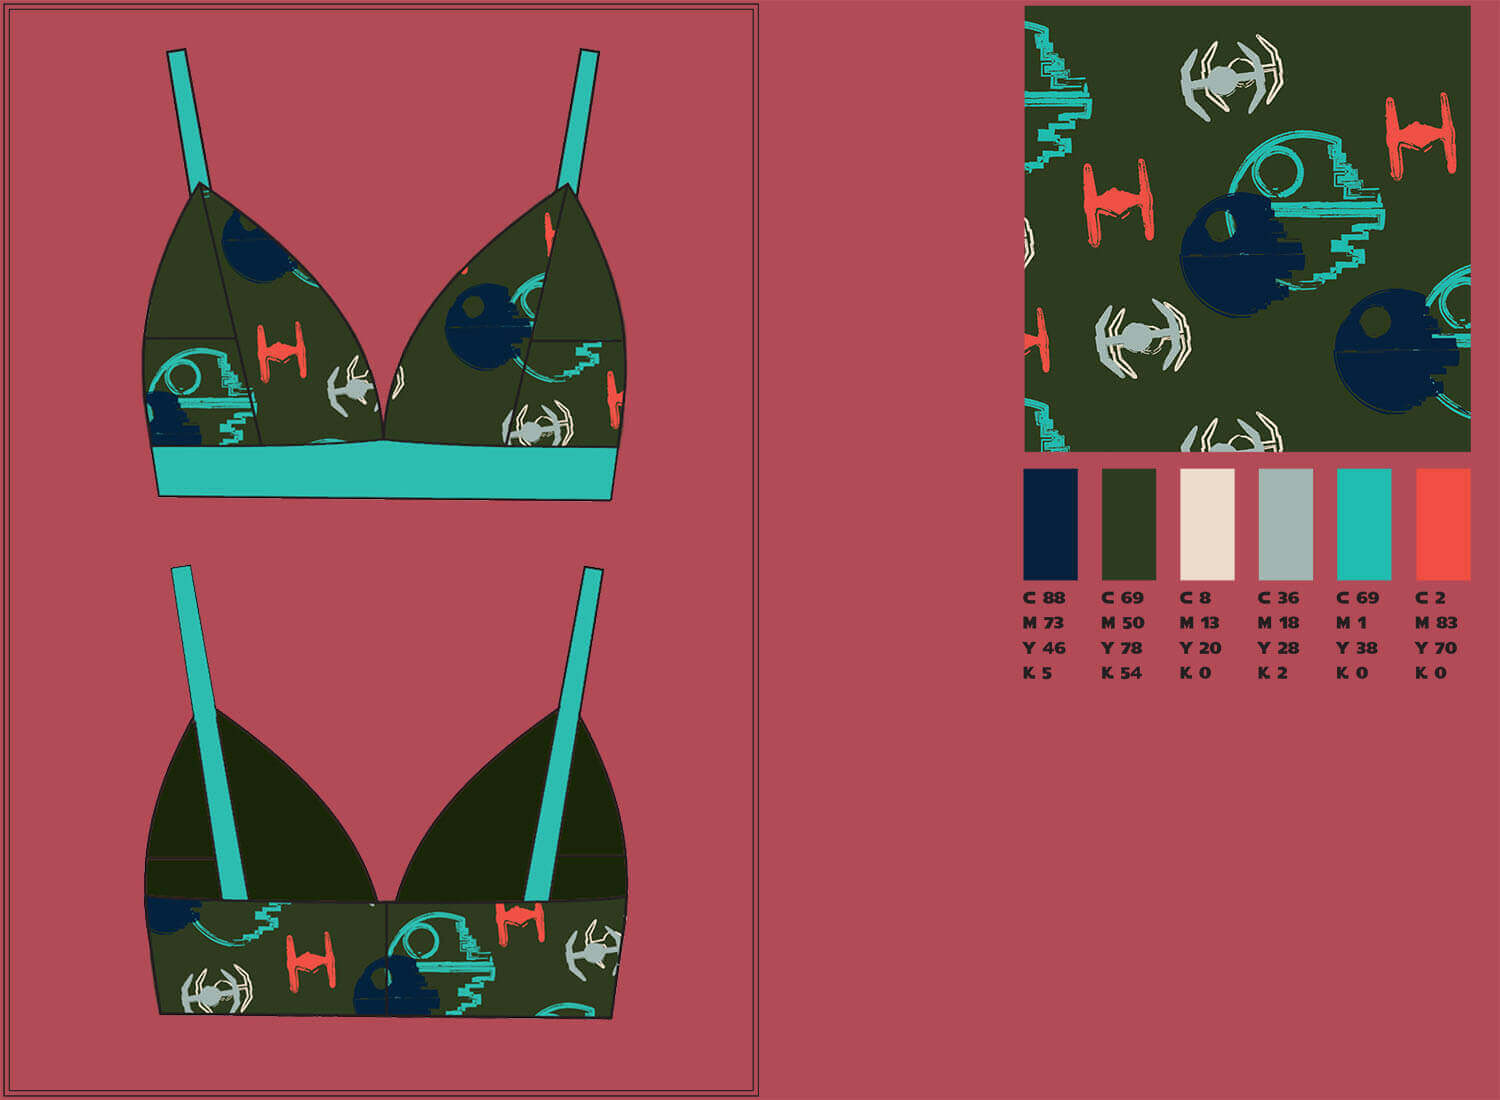 C 88 C 69 C 8 C 36 C 69 C 2
M 73 M 50 M 13 M 18 M 1 M 83
Y 46 Y 78 Y 20 Y 28 Y 38 Y 70
K 5 K 54 K 0 K 2 K 0 K 0